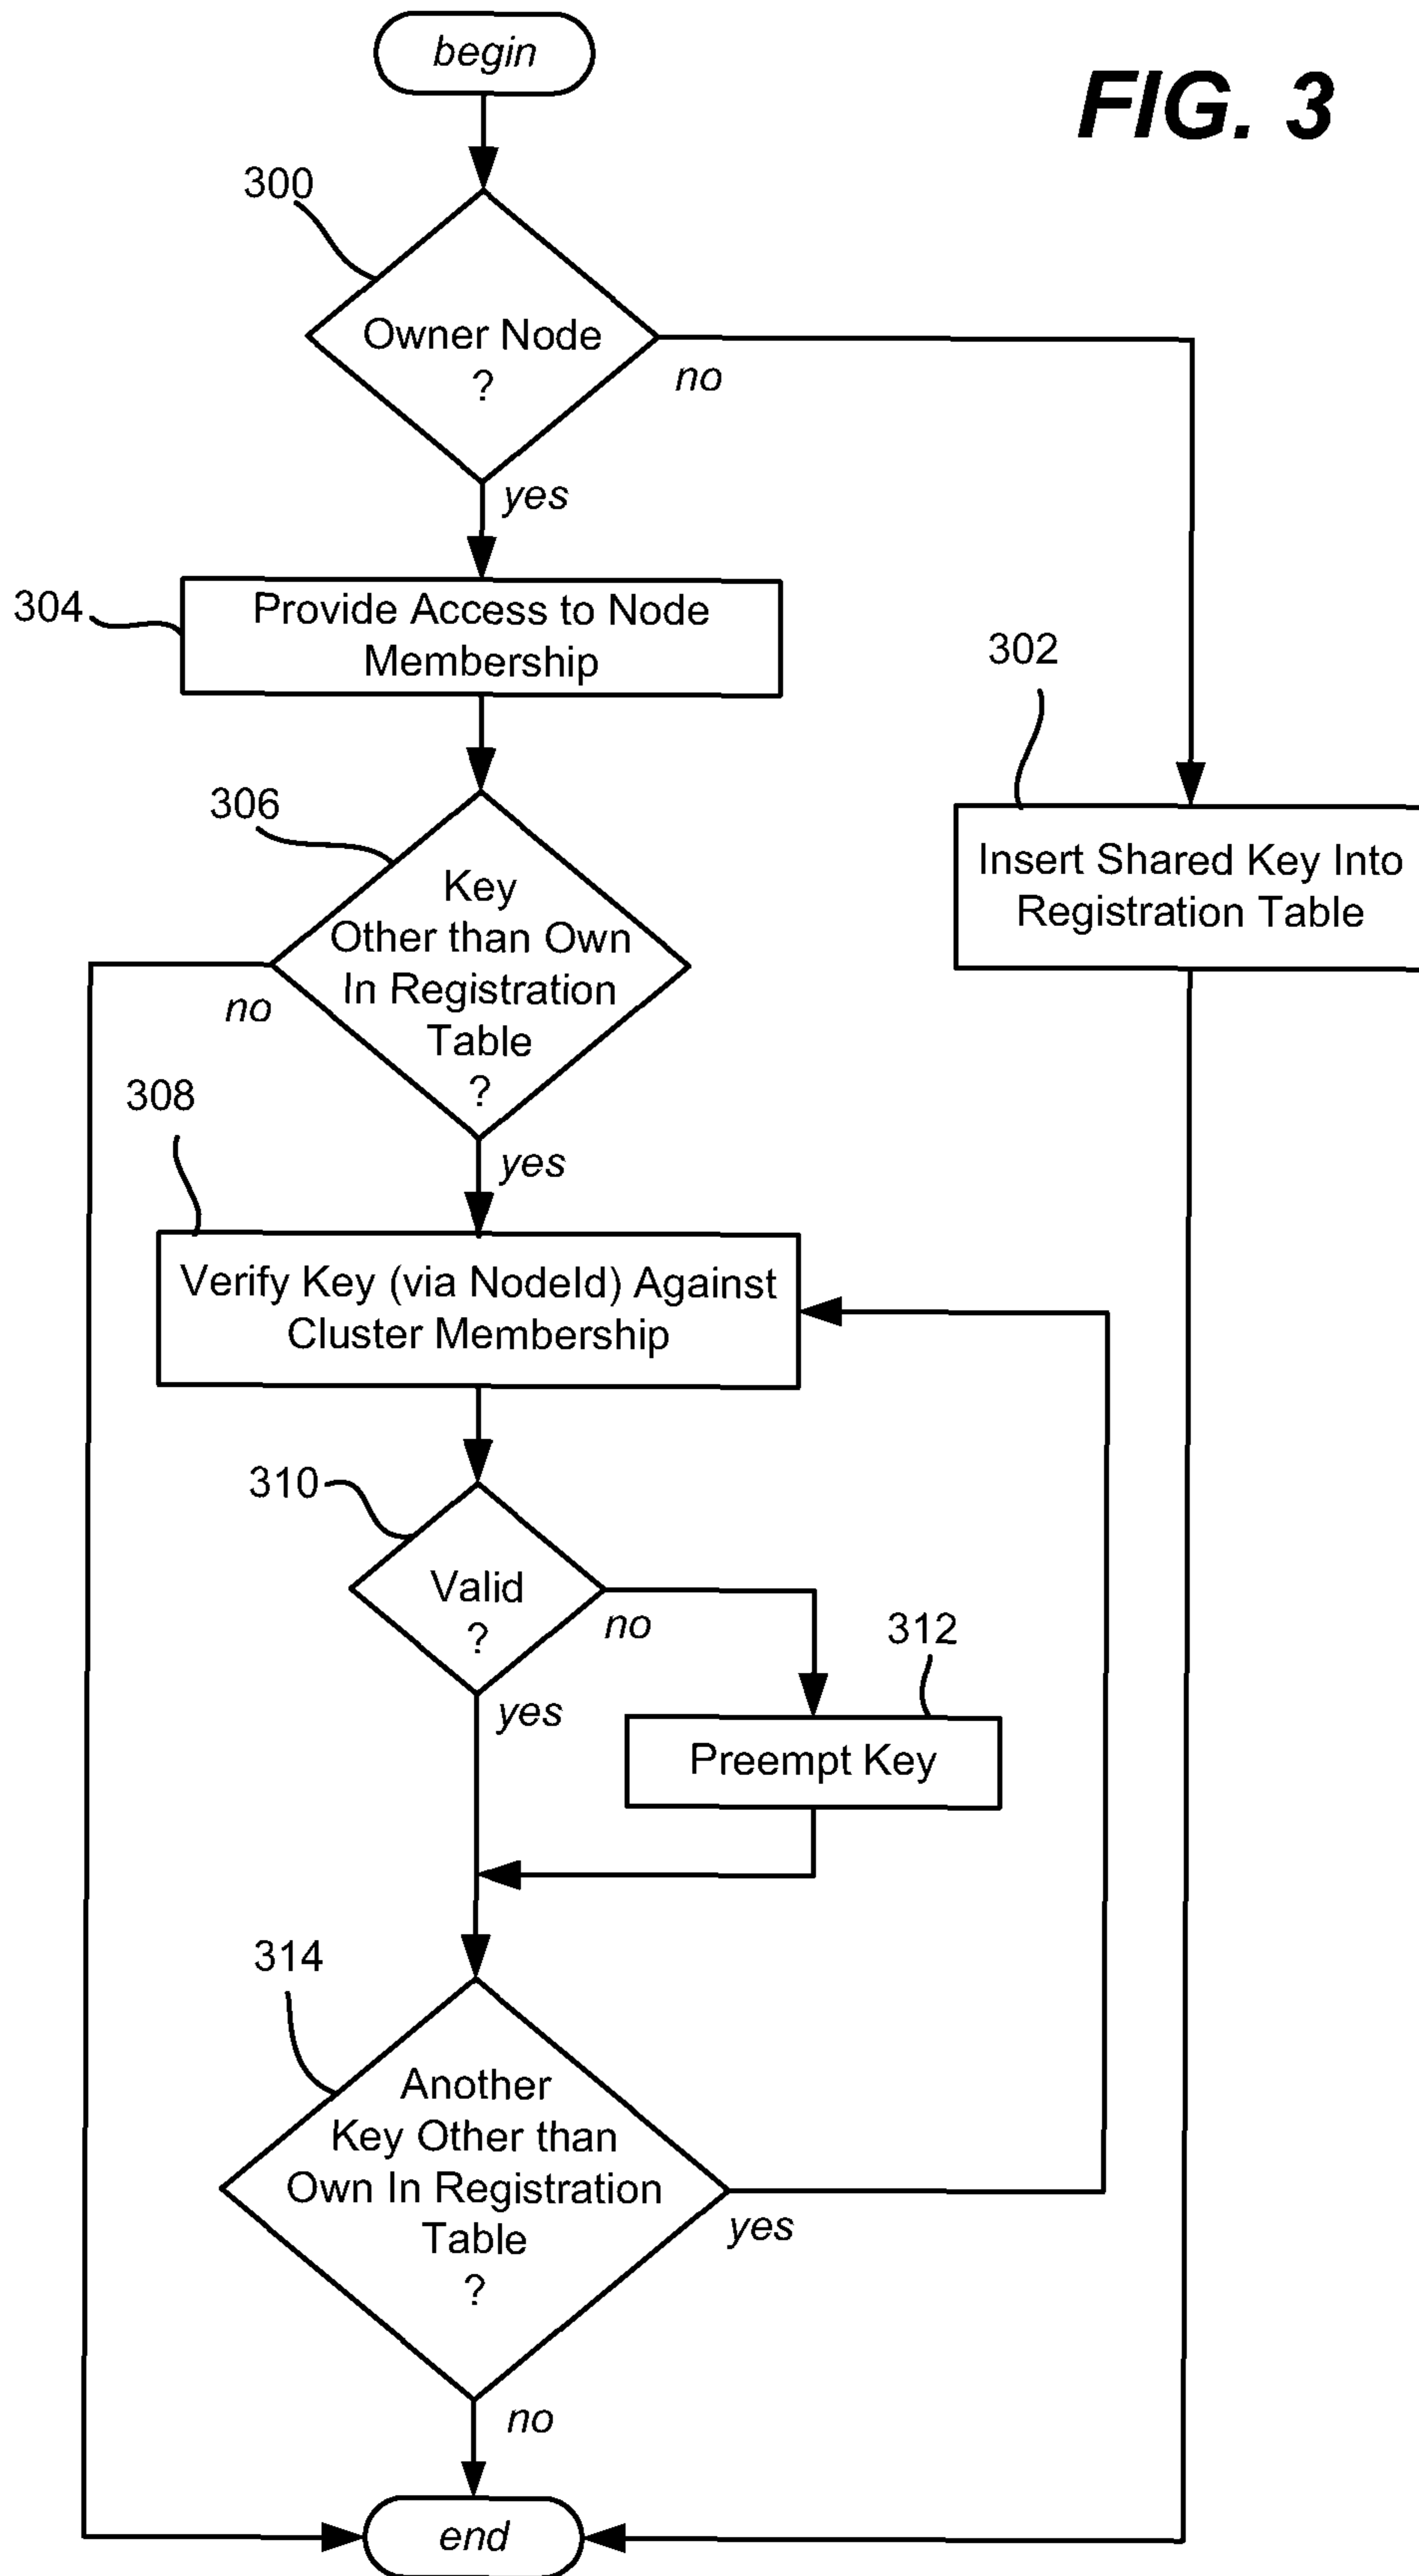 begin
FIG. 3
300
Owner Node
?
no
yes
304
Provide Access to Node
Membership
302
Insert Shared Key Into
Registration Table
306
Key
Other than Own
In Registration
Table
?
no
yes
308
Verify Key (via NodeId) Against
Cluster Membership
310
Valid
?
no
yes
312
Preempt Key
314
Another
Key Other than
Own In Registration
Table
?
yes
no
end